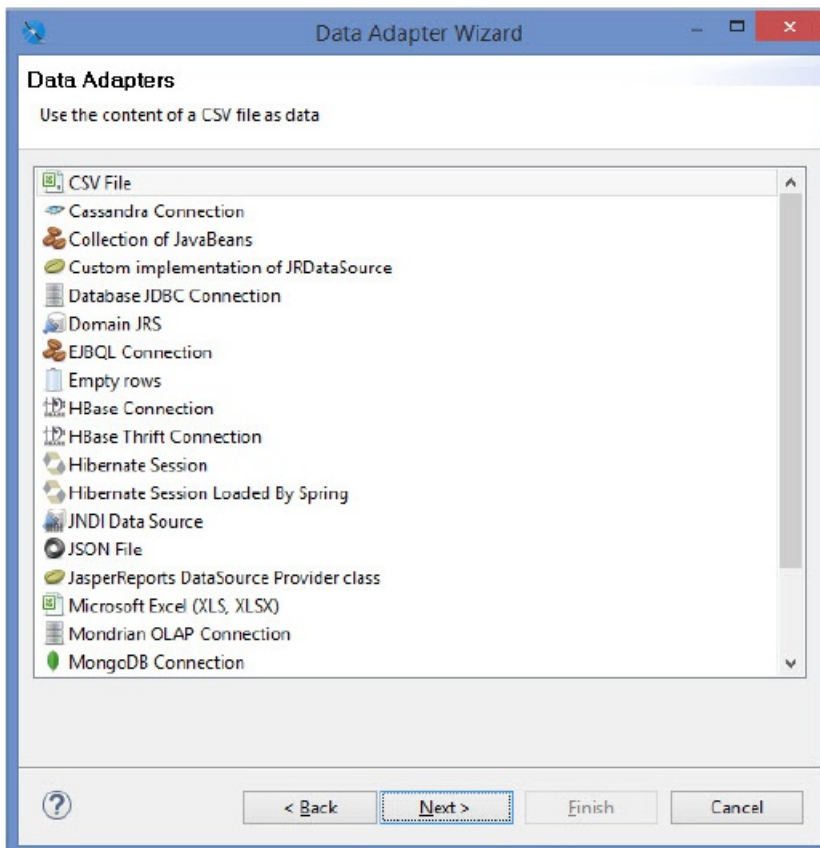 Data Adapter Wizard
Data Adapters
Use the content of a CSV file as data
CSV File
Cassandra Connection
Collection of JavaBeans
Custom implementation of JRDataSource
Database JDBC Connection
Domain JRS
EJBQL Connection
Empty rows
HBase Connection
HBase Thrift Connection
Hibernate Session
Hibernate Session Loaded By Spring
JNDI Data Source
JSON File
JasperReports DataSource Provider class
Microsoft Excel (XLS, XLSX)
Mondrian OLAP Connection
MongoDB Connection
? < Back Next > Finish Cancel